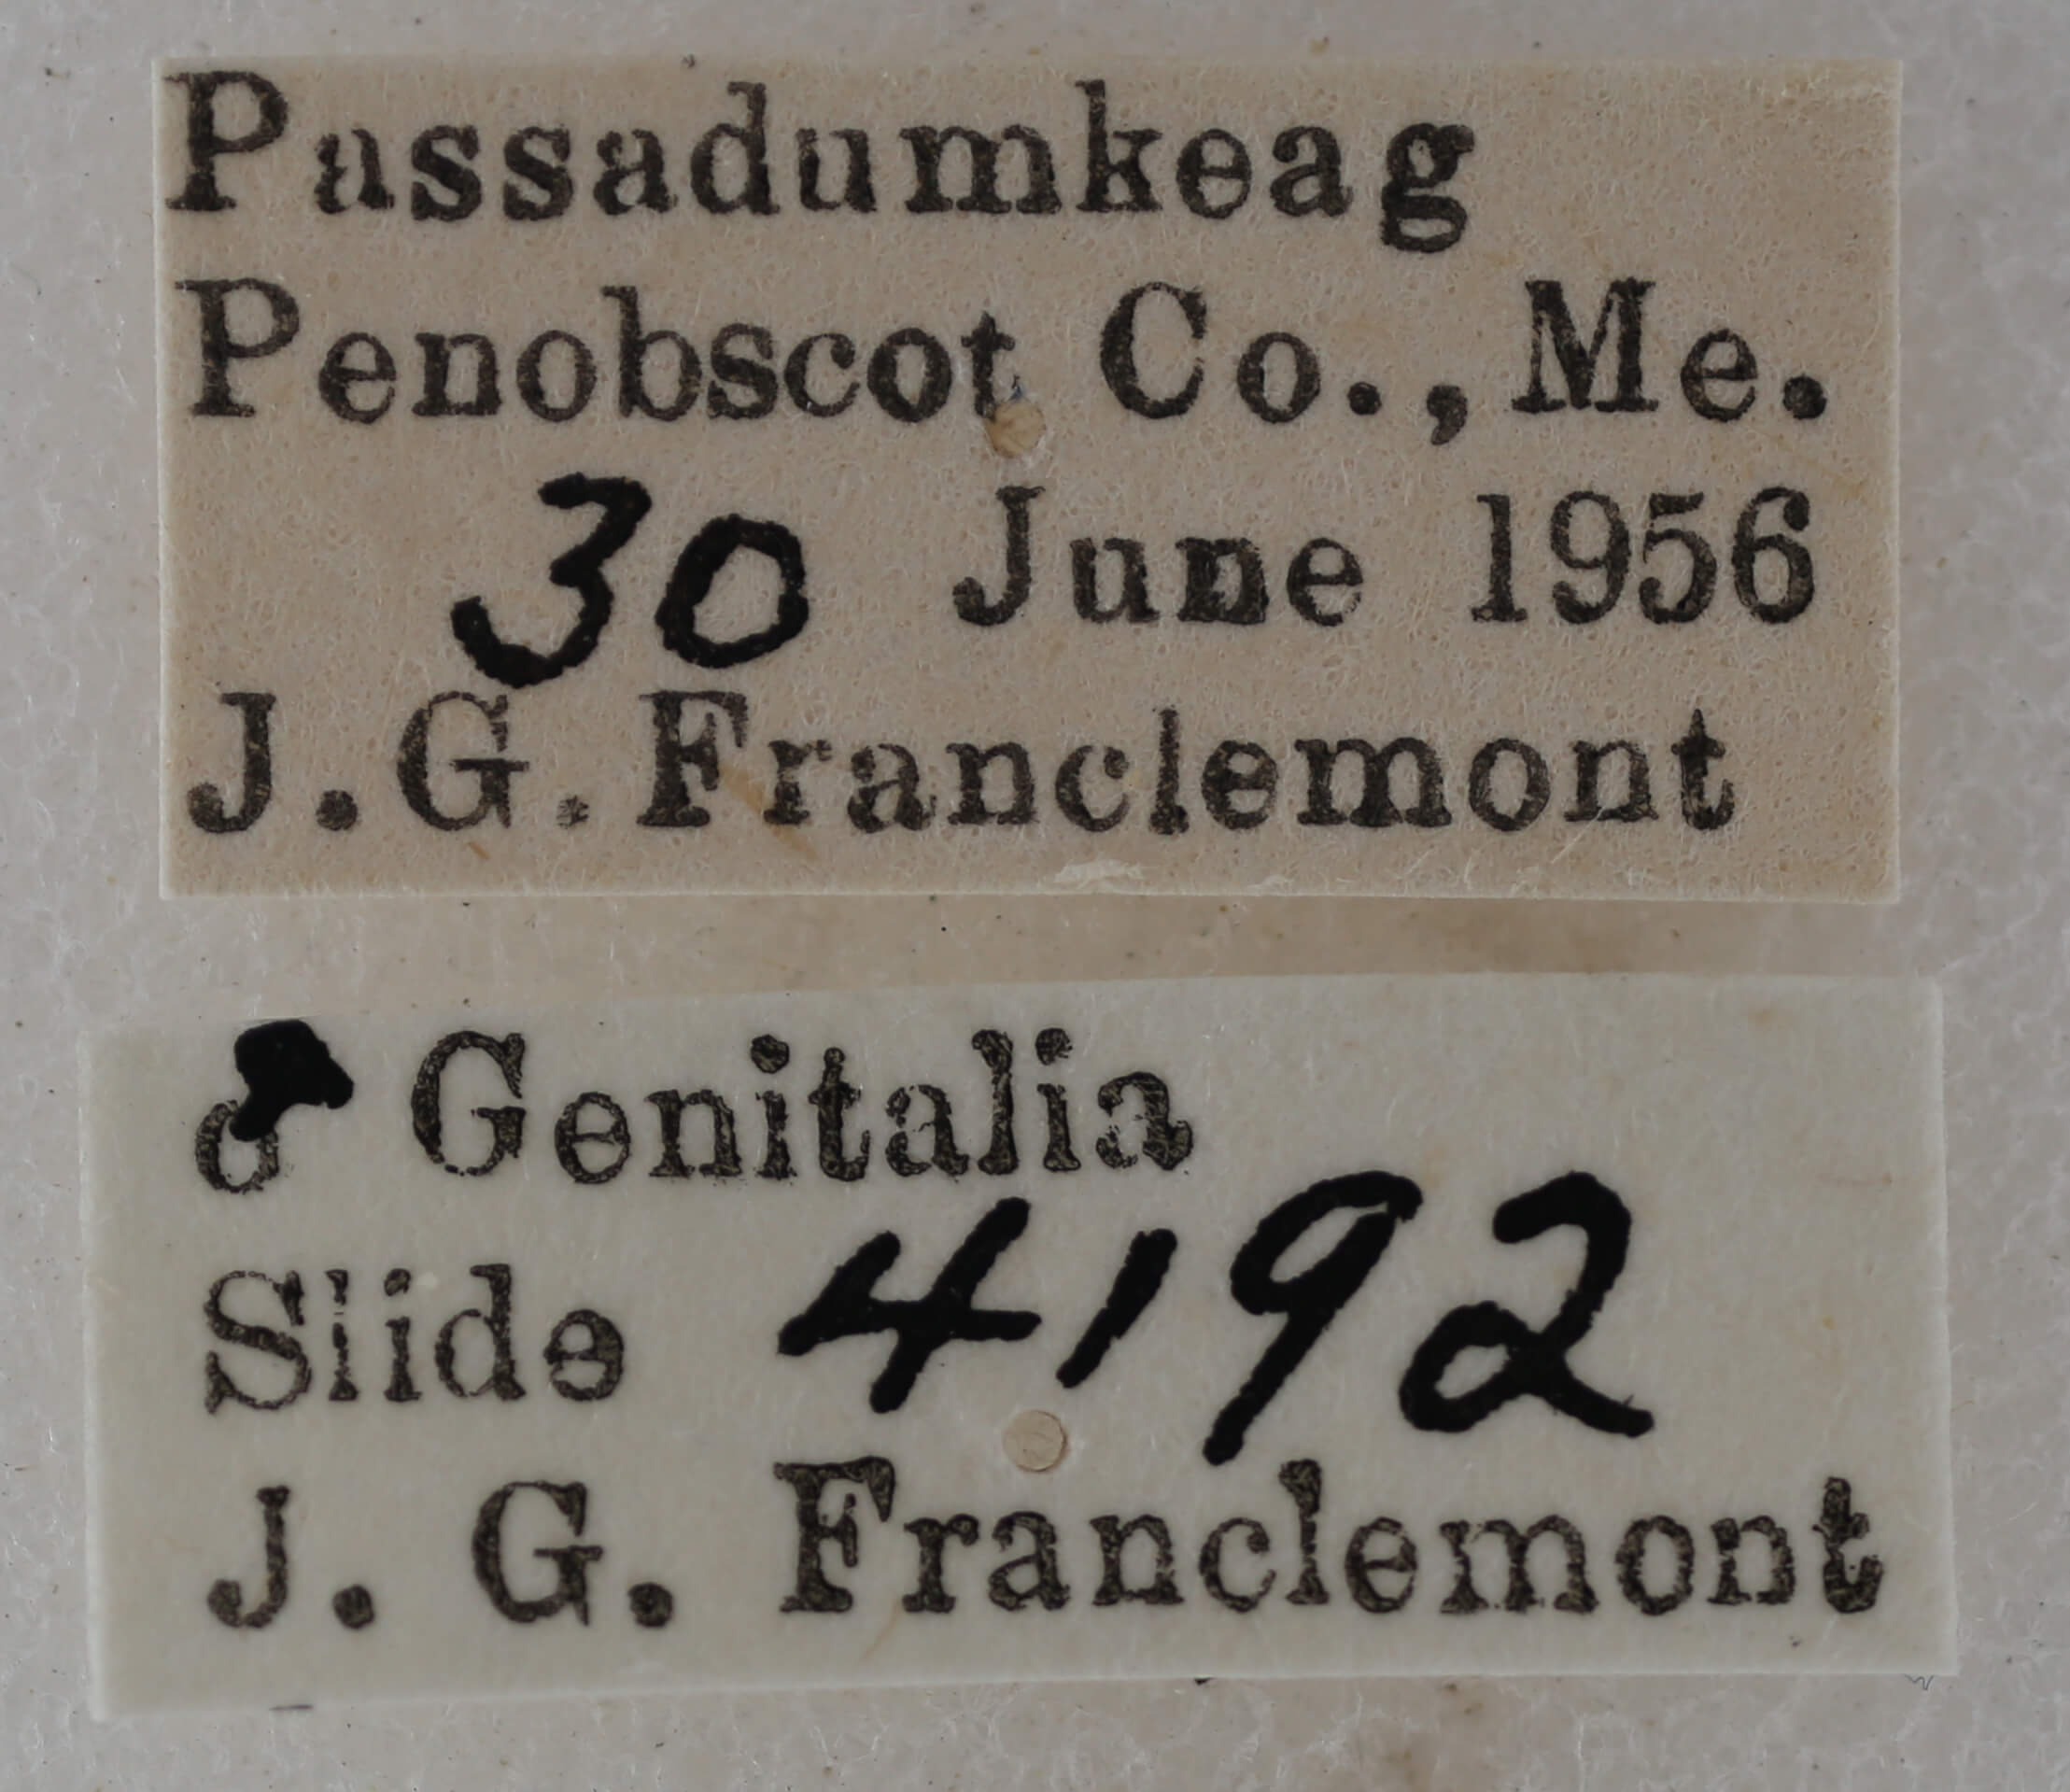 Passadumkeag
Penobscot Co., Me.
30 June 1956
J. G. Franclemont
♂ Genitalia
Slide 4192
J. G. Franclemont